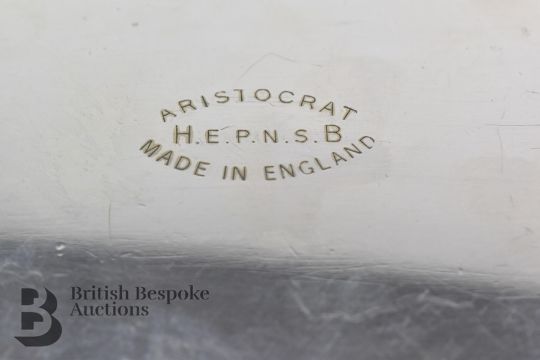 ARISTOCRAT
H.E.P.N.S.B
MADE IN ENGLAND
British Bespoke
Auctions